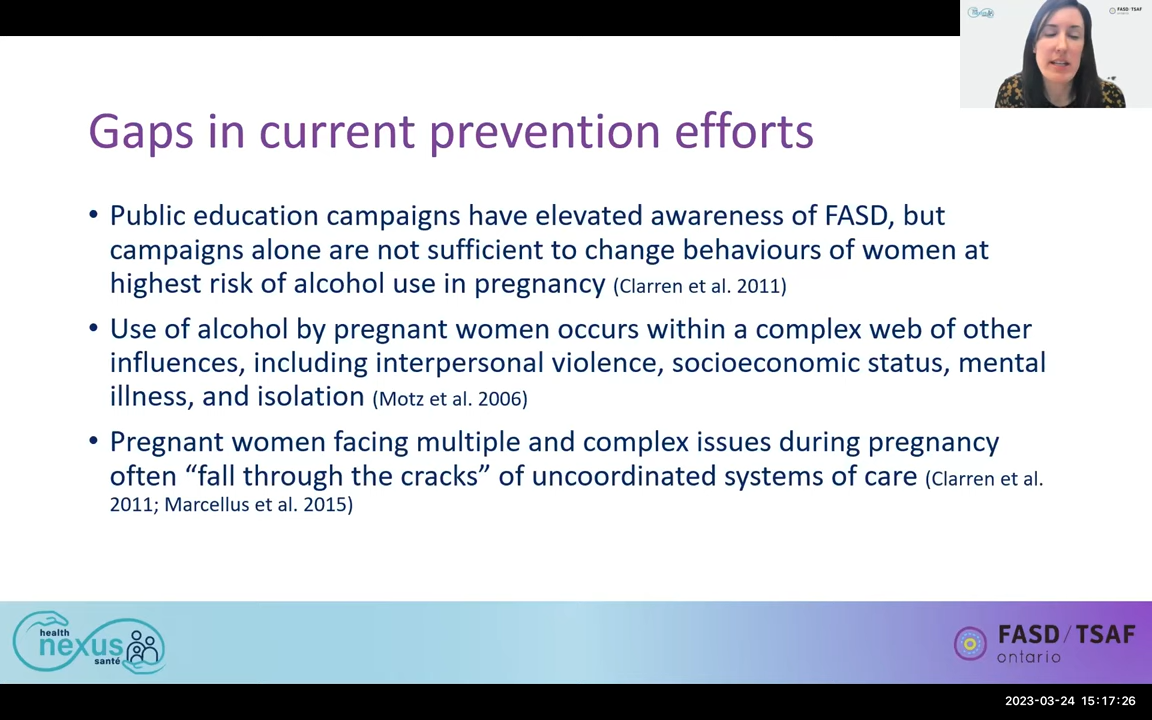 FASD/TSAF
Gaps in current prevention efforts
• Public education campaigns have elevated awareness of FASD, but
campaigns alone are not sufficient to change behaviours of women at
highest risk of alcohol use in pregnancy (Clarren et al. 2011)
• Use of alcohol by pregnant women occurs within a complex web of other
influences, including interpersonal violence, socioeconomic status, mental
illness, and isolation (Motz et al. 2006)
• Pregnant women facing multiple and complex issues during pregnancy
often “fall through the cracks” of uncoordinated systems of care (Clarren et al.
2011; Marcellus et al. 2015)
health
nexus
santé
FASD/TSAF
ontario
2023-03-24 15:17:26